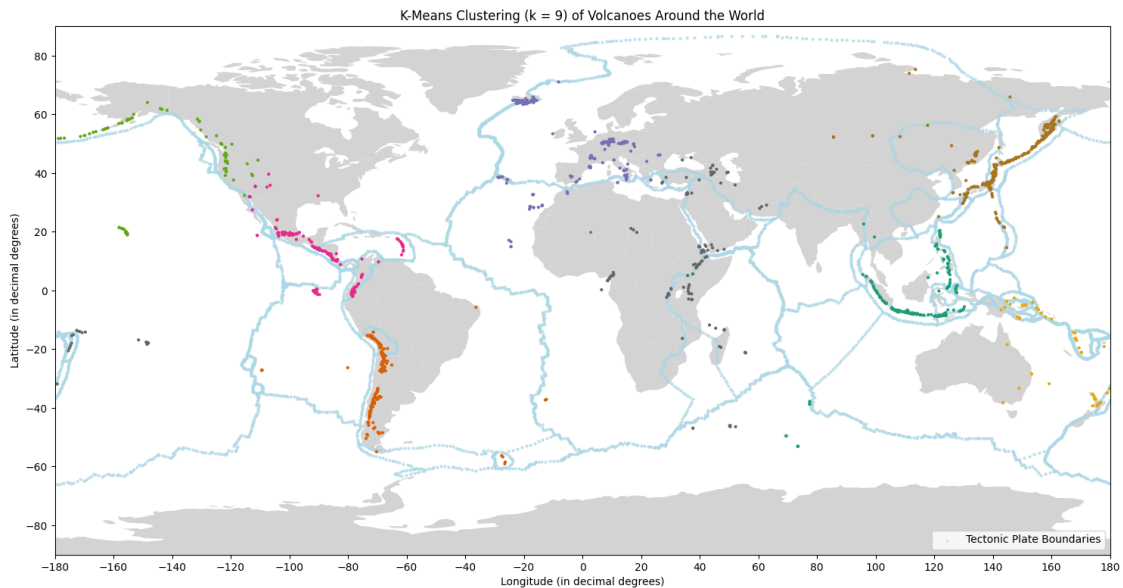 K-Means Clustering (k = 9) of Volcanoes Around the World
Latitude (in decimal degrees)
80
60
40
20
0
−20
−40
−60
−80
Tectonic Plate Boundaries
−180 −160 −140 −120 −100 −80 −60 −40 −20 0 20 40 60 80 100 120 140 160 180
Longitude (in decimal degrees)